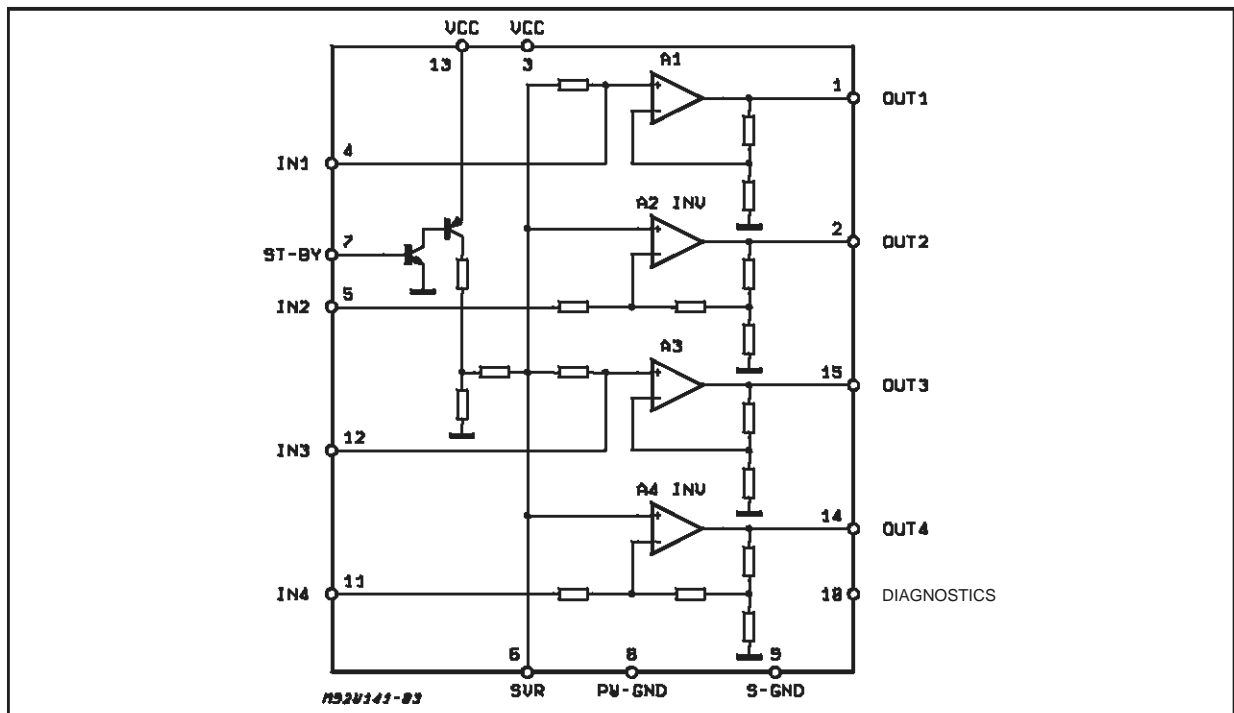 VCC VCC
13 3 A1
1 OUT1
+
-
IN1 4
A2 INV
2 OUT2
+
-
ST-BY 7
IN2 5
A3
15 OUT3
+
-
IN3 12
A4 INV
14 OUT4
+
-
IN4 11
10 DIAGNOSTICS
6 8 9
SVR PW-GND S-GND
M92U141-03